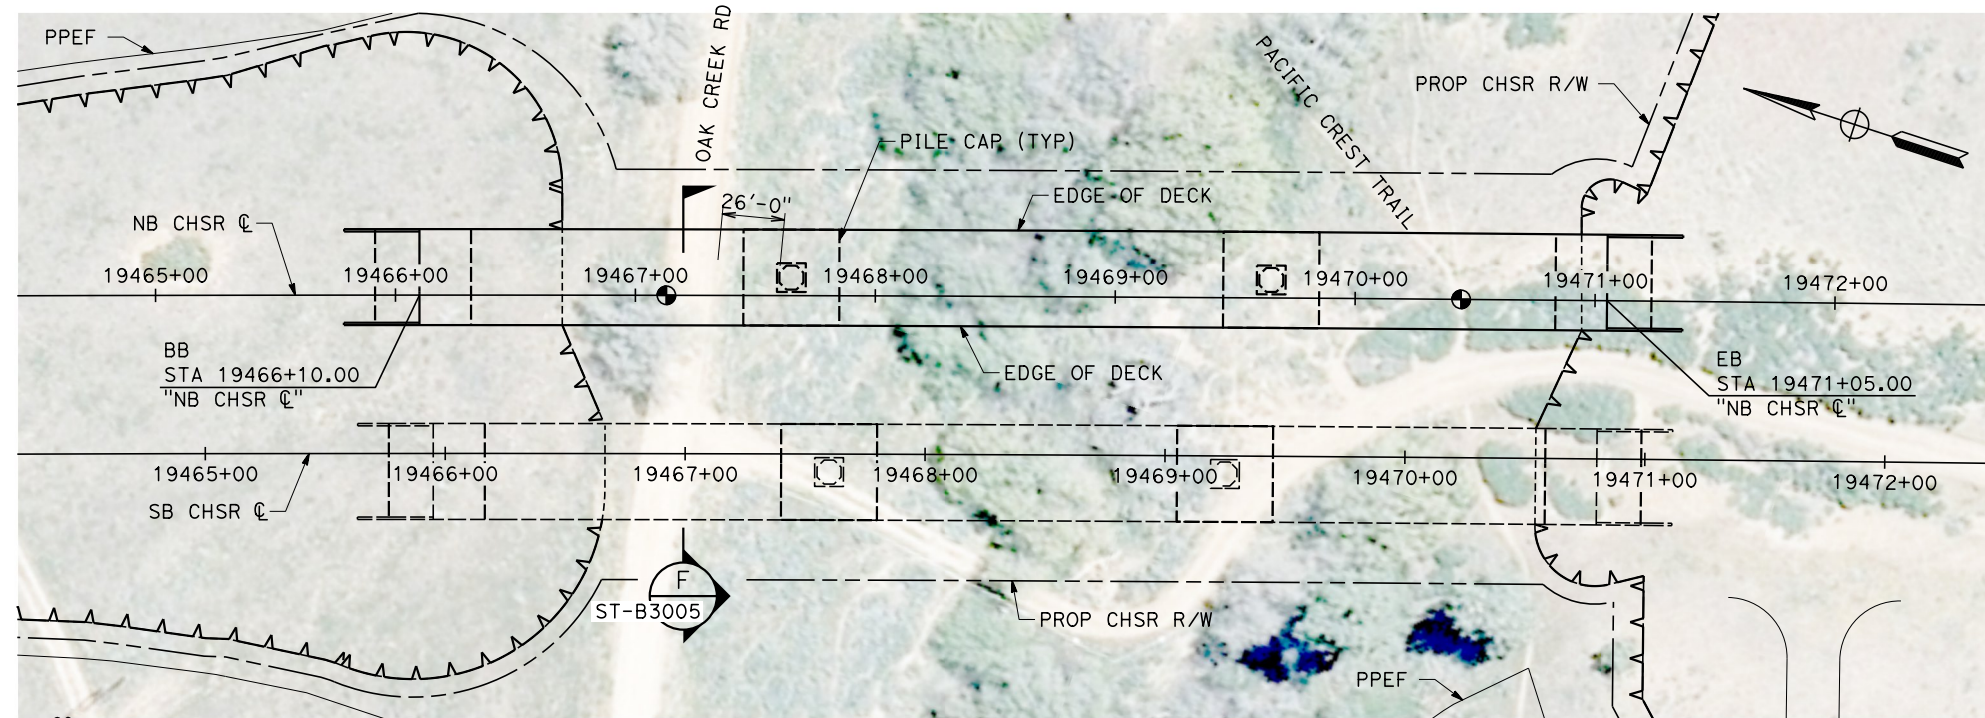 PPEF
OAK CREEK RD
PACIFIC CREST TRAIL
PROP CHSR R/W
PILE CAP (TYP)
26'-0"
EDGE OF DECK
NB CHSR ℄
19465+00 19466+00 19467+00 19468+00 19469+00 19470+00 19471+00 19472+00
BB
STA 19466+10.00
"NB CHSR ℄"
EDGE OF DECK
EB
STA 19471+05.00
"NB CHSR ℄"
19465+00 19466+00 19467+00 19468+00 19469+00 19470+00 19471+00 19472+00
SB CHSR ℄
F
ST-B3005
PROP CHSR R/W
PPEF